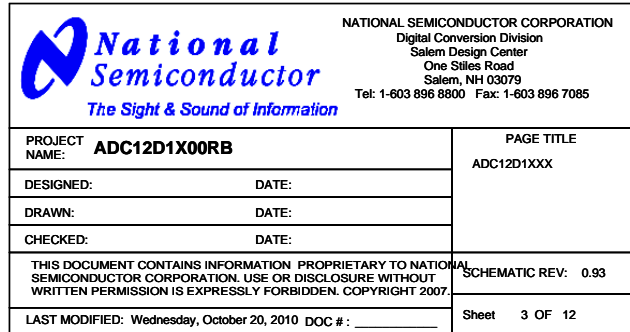 National
Semiconductor
The Sight & Sound of Information
NATIONAL SEMICONDUCTOR CORPORATION
Digital Conversion Division
Salem Design Center
One Stiles Road
Salem, NH 03079
Tel: 1-603 896 8800 Fax: 1-603 896 7085
PROJECT
NAME: ADC12D1X00RB
PAGE TITLE
ADC12D1XXX
DESIGNED: DATE:
DRAWN: DATE:
CHECKED: DATE:
THIS DOCUMENT CONTAINS INFORMATION PROPRIETARY TO NATIONAL
SEMICONDUCTOR CORPORATION. USE OR DISCLOSURE WITHOUT
WRITTEN PERMISSION IS EXPRESSLY FORBIDDEN. COPYRIGHT 2007.
SCHEMATIC REV: 0.93
LAST MODIFIED: Wednesday, October 20, 2010 DOC # : ____________
Sheet 3 OF 12